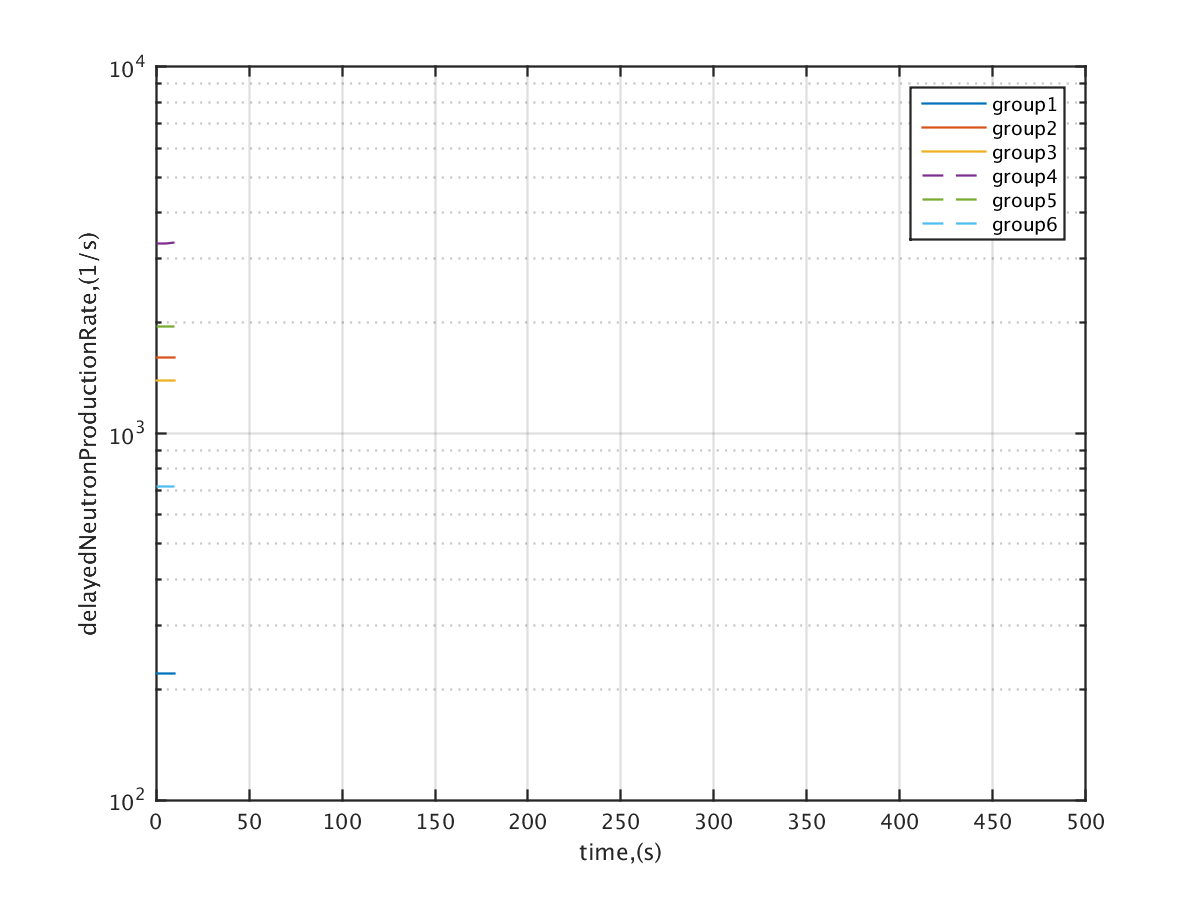 10^4
group1
group2
group3
group4
group5
group6
delayedNeutronProductionRate,(1/s)
10^3
10^2
0 50 100 150 200 250 300 350 400 450 500
time,(s)